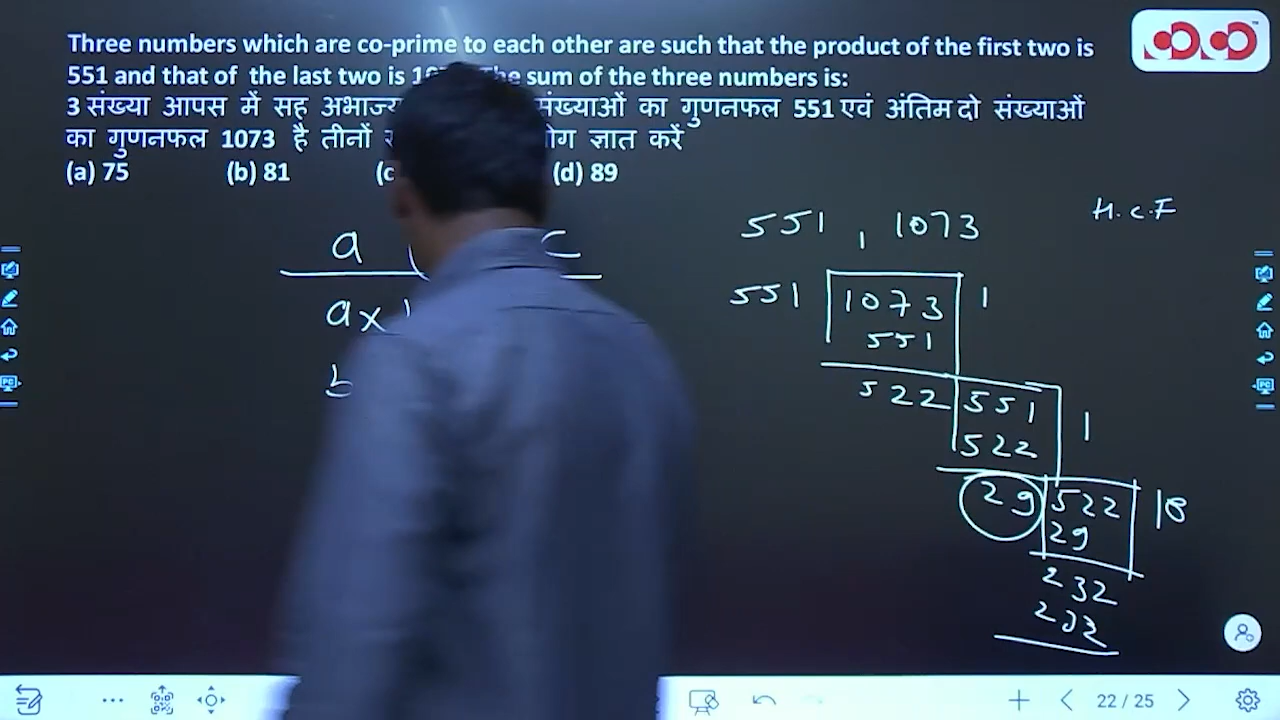 Three numbers which are co-prime to each other are such that the product of the first two is
551 and that of the last two is sum of the three numbers is:
3 संख्या आपस में सह संख्याओं का गुणनफल 551 एवं अंतिम दो संख्याओं
का गुणनफल 1073 है तीनों ज्ञात करें
(a) 75 (b) 81 (d) 89
a c
a x
b
551 , 1073 H.C.F
551 1073 1
551
522 551 1
522
29 522 18
29
232
232
22 / 25